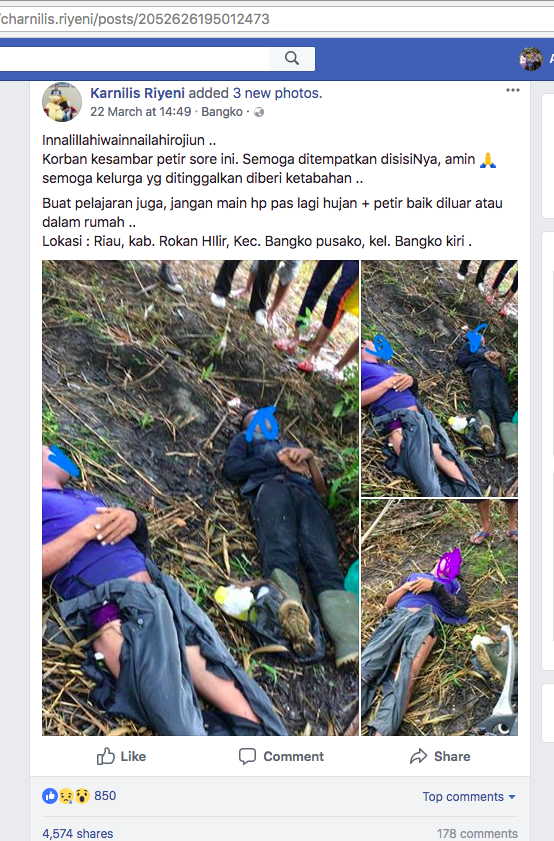 charnilis.riyeni/posts/2052626195012473
Karnilis Riyeni added 3 new photos.
22 March at 14:49 · Bangko ·
Innalillahiwainnailahirojiun ..
Korban kesambar petir sore ini. Semoga ditempatkan disisiNya, amin 🙏
semoga kelurga yg ditinggalkan diberi ketabahan ..
Buat pelajaran juga, jangan main hp pas lagi hujan + petir baik diluar atau
dalam rumah ..
Lokasi : Riau, kab. Rokan HIlir, Kec. Bangko pusako, kel. Bangko kiri .
Like Comment Share
850 Top comments
4,574 shares 178 comments